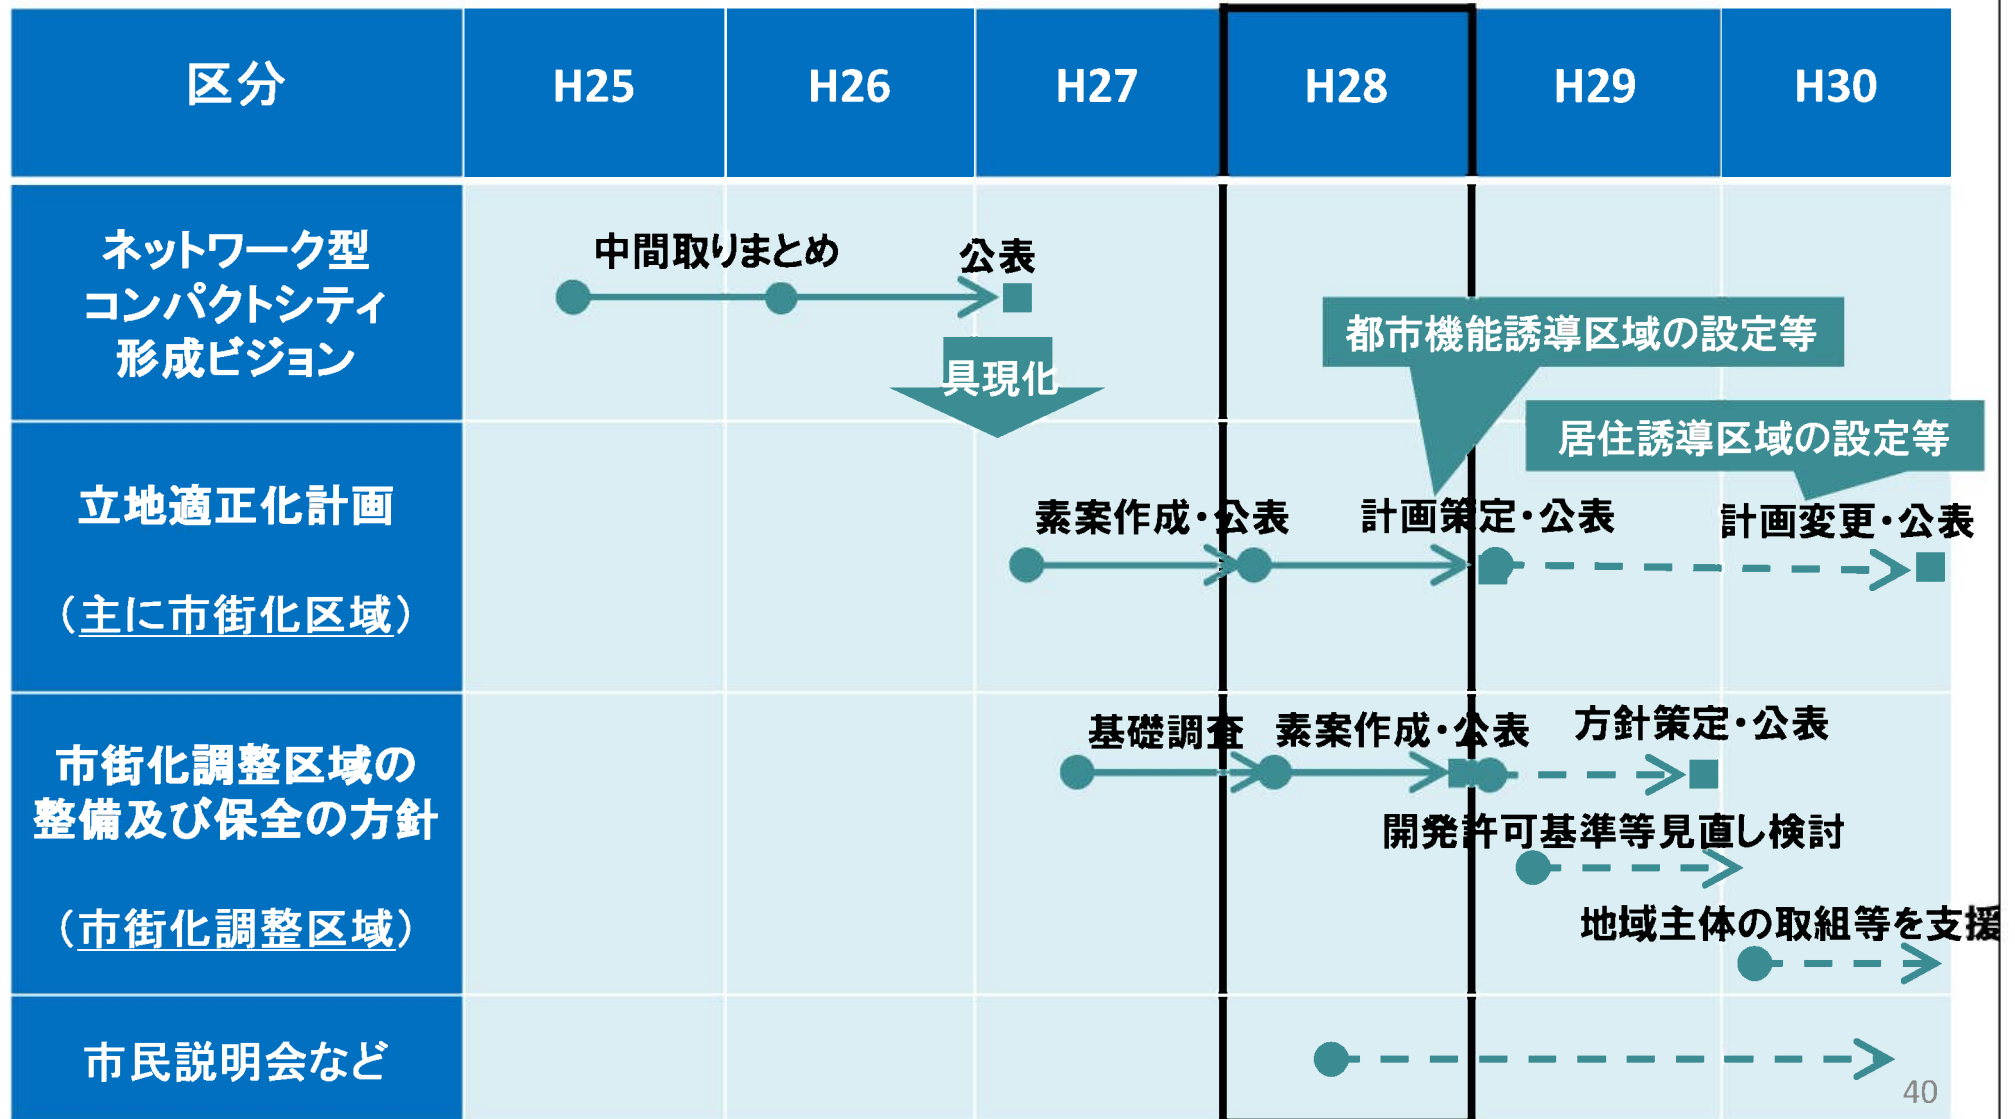 区分
H25
H26
H27
H28
H29
H30
ネットワーク型
コンパクトシティ
形成ビジョン
中間取りまとめ
公表
具現化
都市機能誘導区域の設定等
居住誘導区域の設定等
立地適正化計画
（主に市街化区域）
素案作成・公表
計画策定・公表
計画変更・公表
市街化調整区域の
整備及び保全の方針
（市街化調整区域）
基礎調査
素案作成・公表
方針策定・公表
開発許可基準等見直し検討
地域主体の取組等を支援
市民説明会など
40